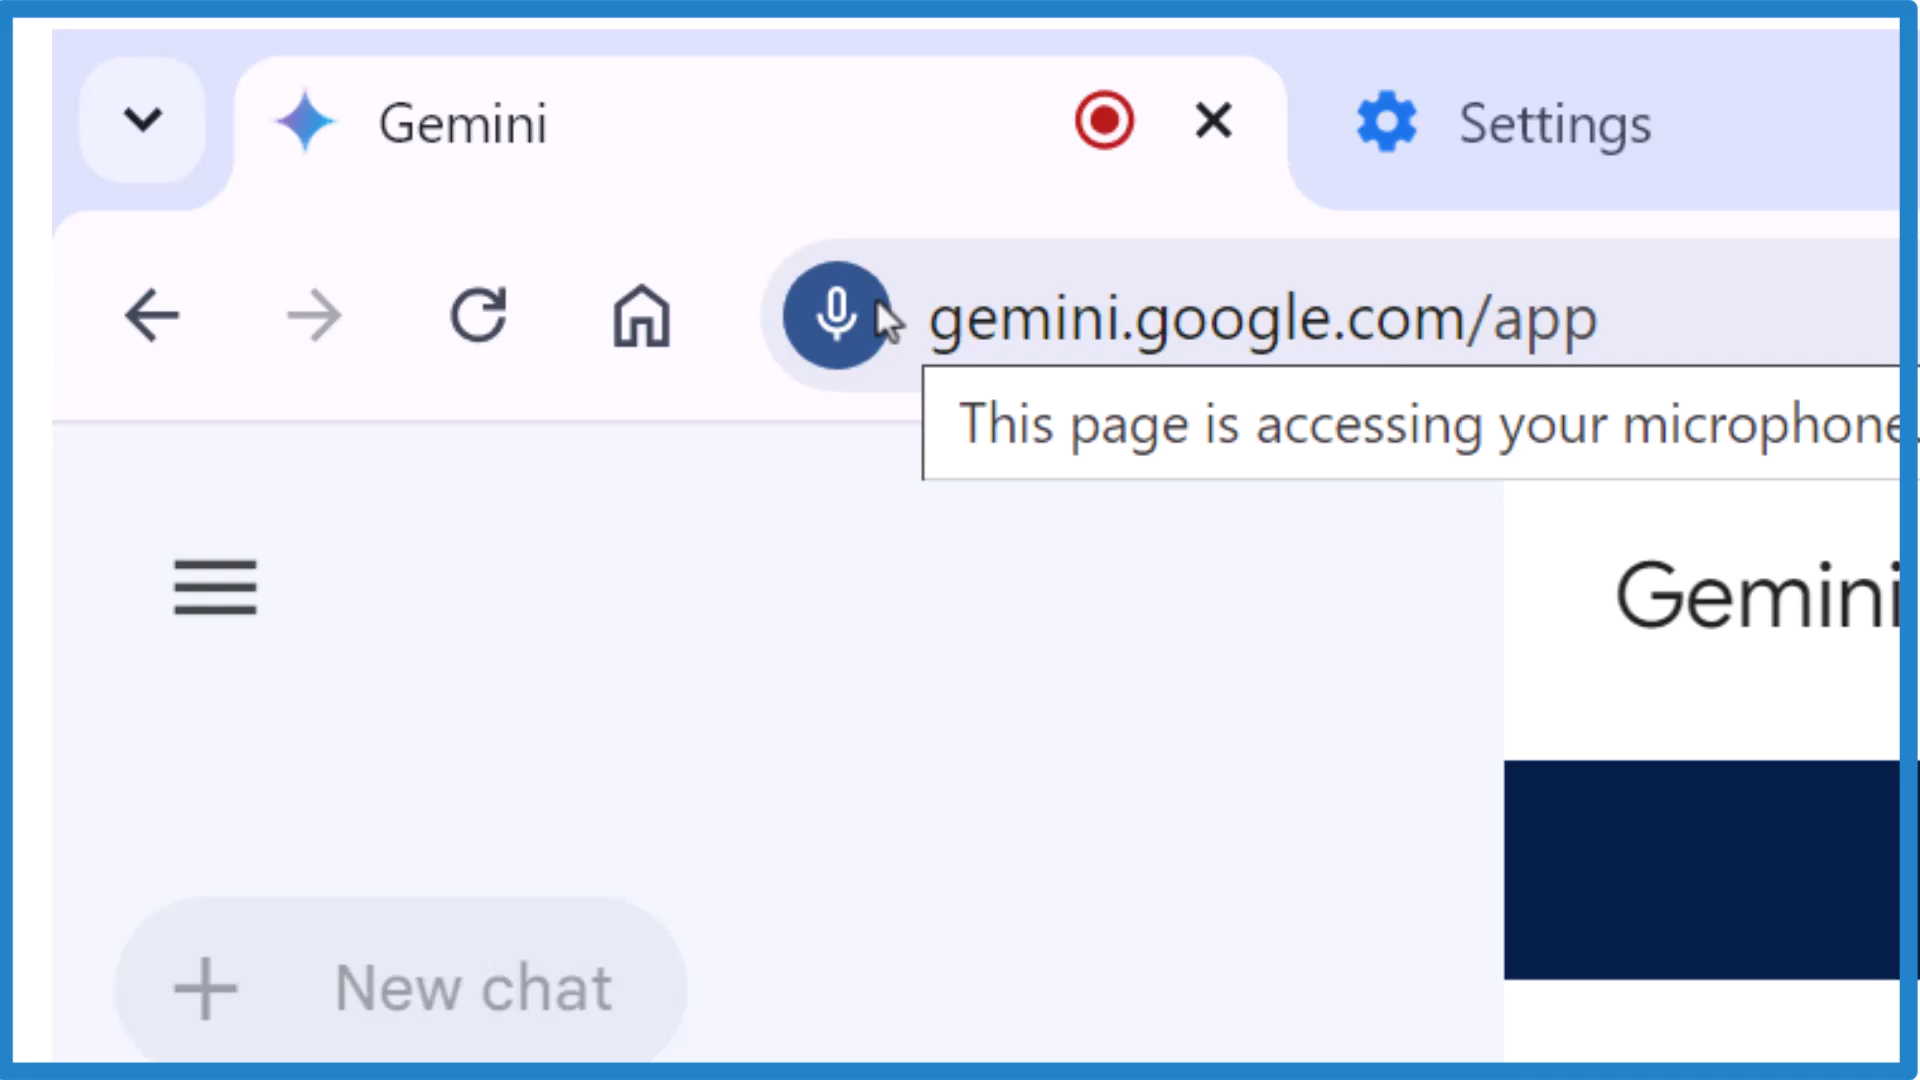 Gemini
Settings
gemini.google.com/app
This page is accessing your microphone.
Gemini
New chat